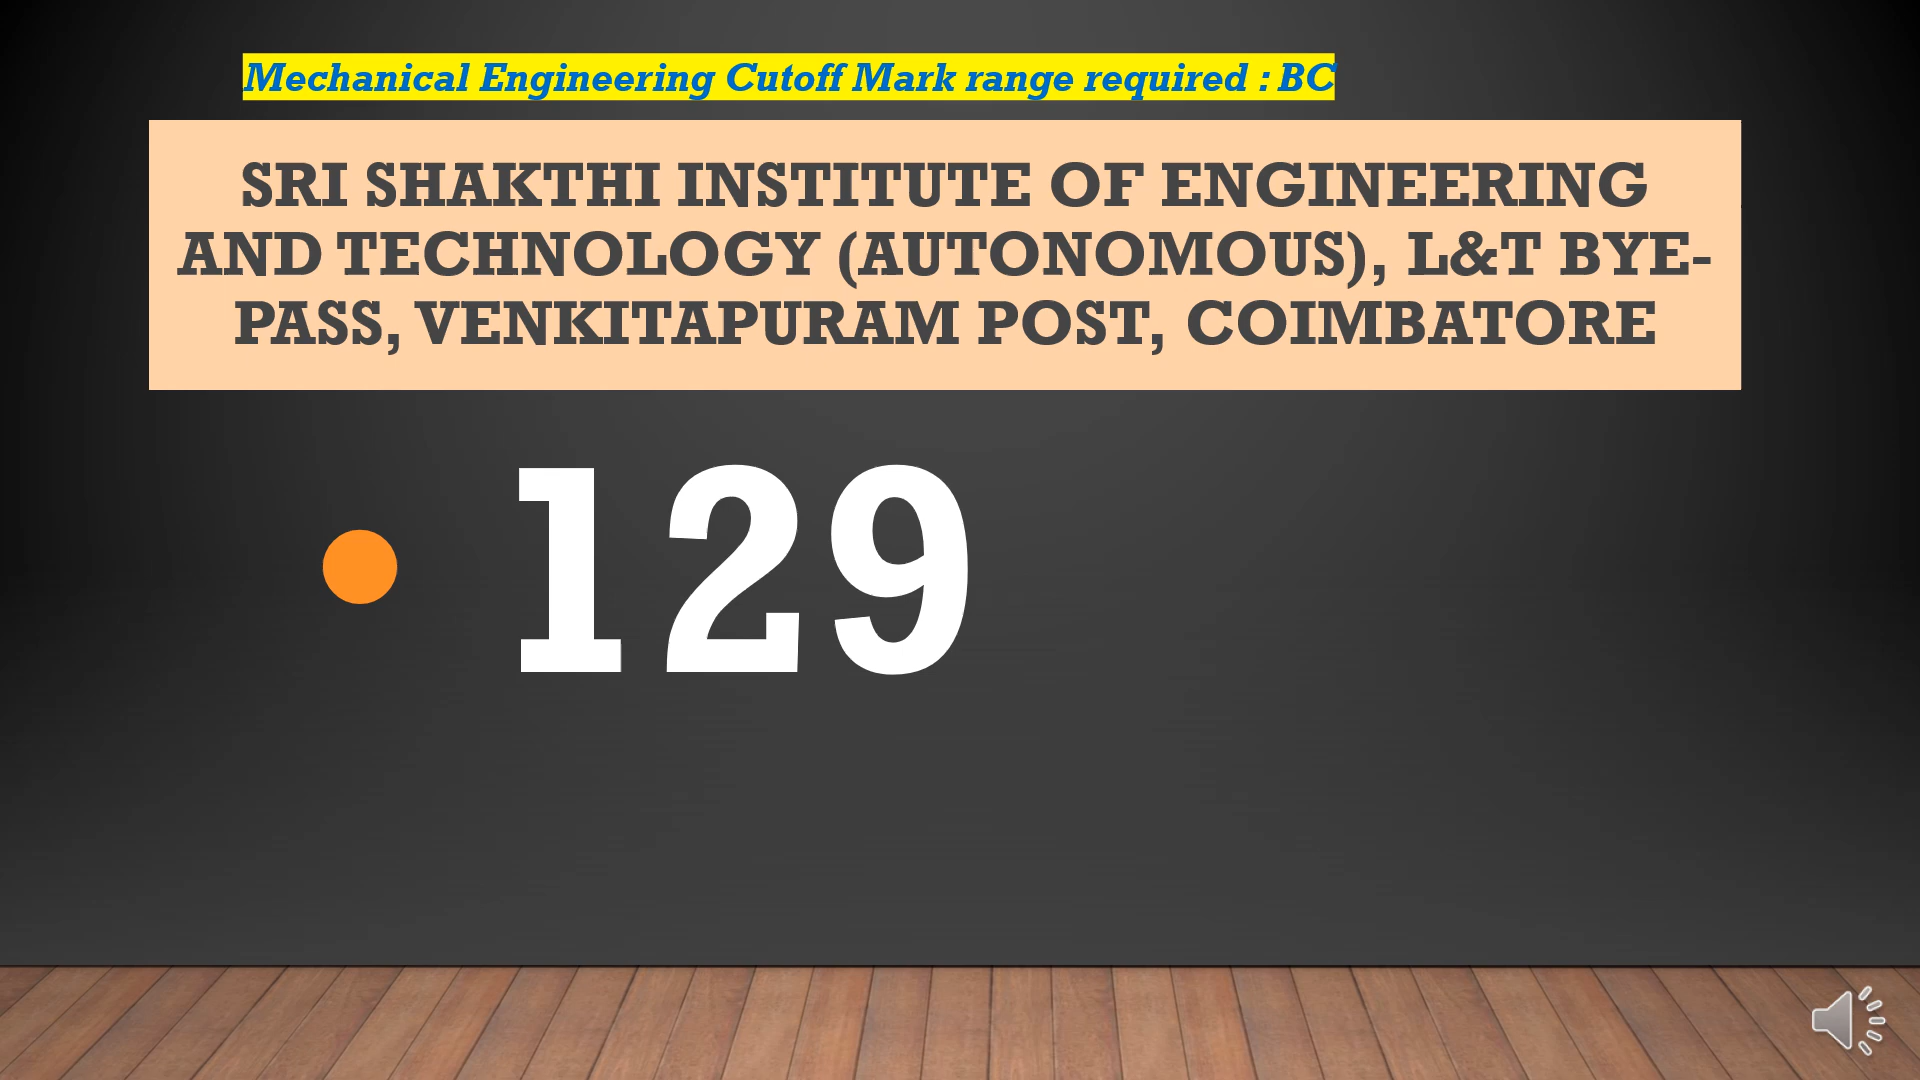 Mechanical Engineering Cutoff Mark range required : BC
SRI SHAKTHI INSTITUTE OF ENGINEERING
AND TECHNOLOGY (AUTONOMOUS), L&T BYE-
PASS, VENKITAPURAM POST, COIMBATORE
• 129